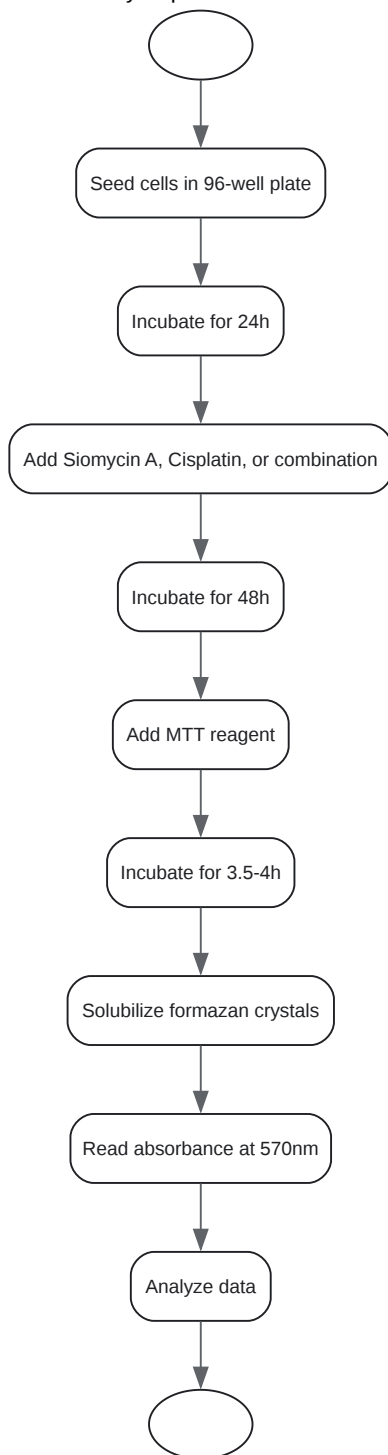 Seed cells in 96-well plate
Incubate for 24h
Add Siomycin A, Cisplatin, or combination
Incubate for 48h
Add MTT reagent
Incubate for 3.5-4h
Solubilize formazan crystals
Read absorbance at 570nm
Analyze data